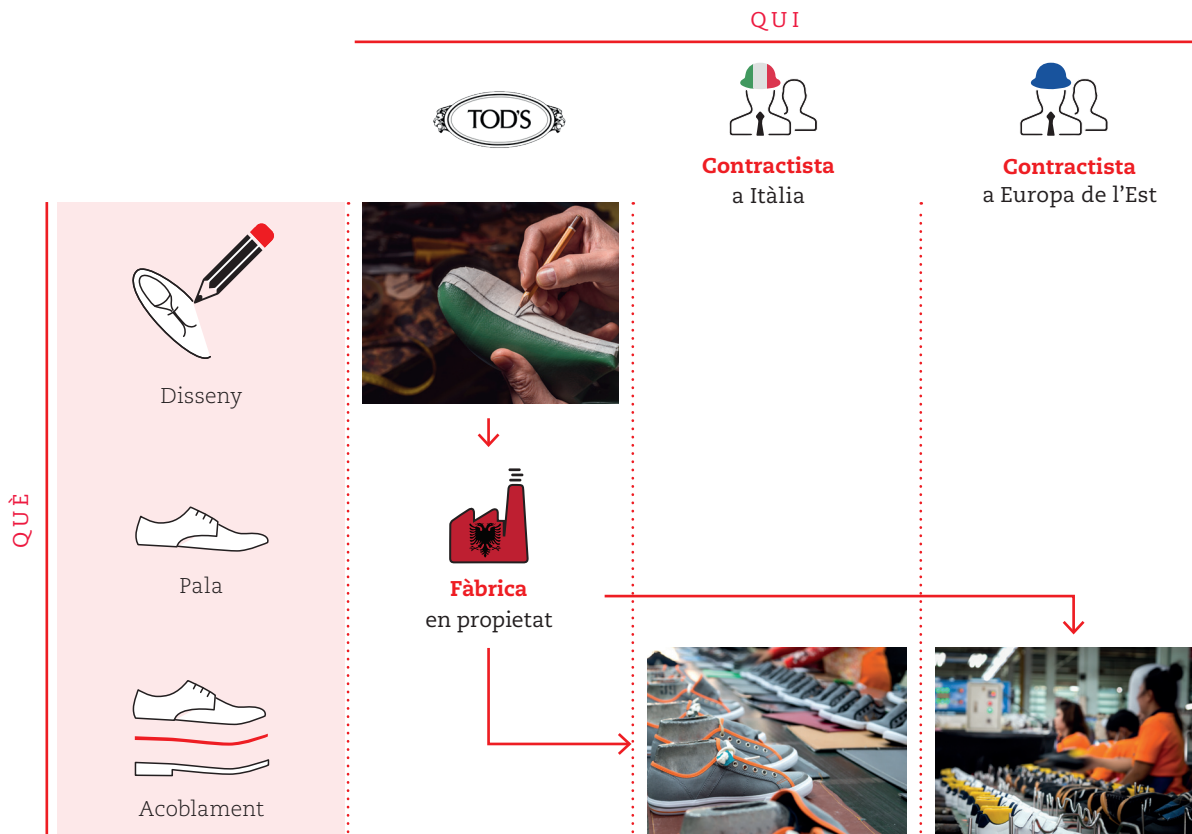 QUI
TOD'S
Contractista
a Itàlia
Contractista
a Europa de l'Est
QUÈ
Disseny
Pala
Fàbrica
en propietat
Acoblament